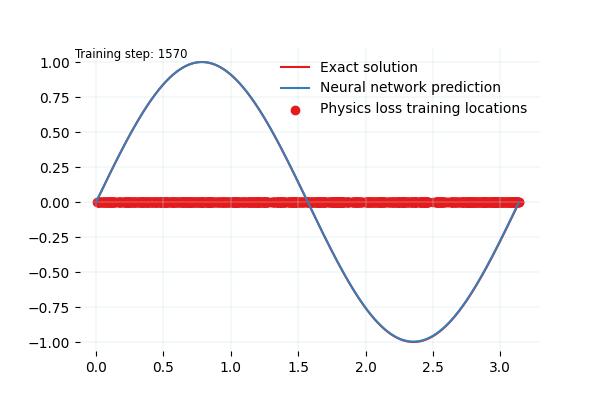 Training step: 1570
Exact solution
Neural network prediction
Physics loss training locations
1.00
0.75
0.50
0.25
0.00
−0.25
−0.50
−0.75
−1.00
0.0 0.5 1.0 1.5 2.0 2.5 3.0